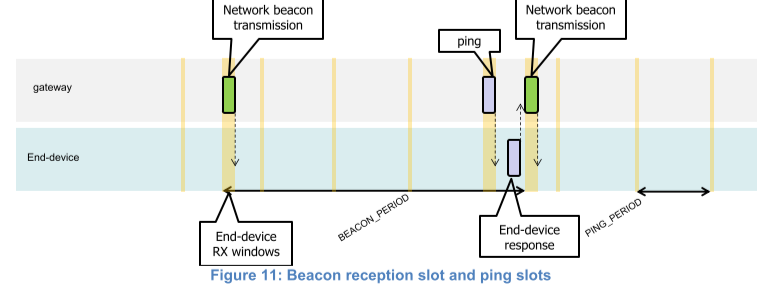 Network beacon
transmission
Network beacon
transmission
ping
gateway
End-device
BEACON_PERIOD
PING_PERIOD
End-device
RX windows
End-device
response
Figure 11: Beacon reception slot and ping slots